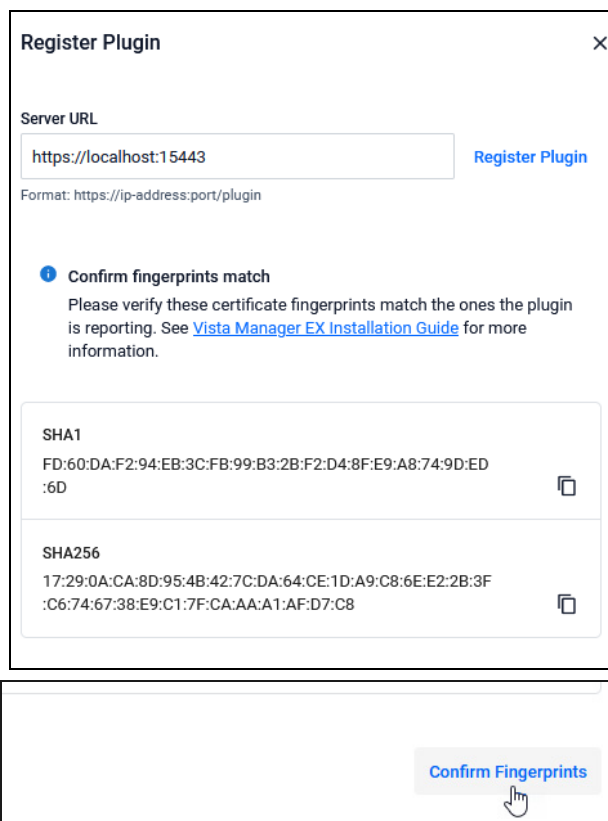 Register Plugin
Server URL
https://localhost:15443
Register Plugin
Format: https://ip-address:port/plugin
Confirm fingerprints match
Please verify these certificate fingerprints match the ones the plugin
is reporting. See Vista Manager EX Installation Guide for more
information.
SHA1
FD:60:DA:F2:94:EB:3C:FB:99:B3:2B:F2:D4:8F:E9:A8:74:9D:ED
:6D
SHA256
17:29:0A:CA:8D:95:4B:42:7C:DA:64:CE:1D:A9:C8:6E:E2:2B:3F
:C6:74:67:38:E9:C1:7F:CA:AA:A1:AF:D7:C8
Confirm Fingerprints